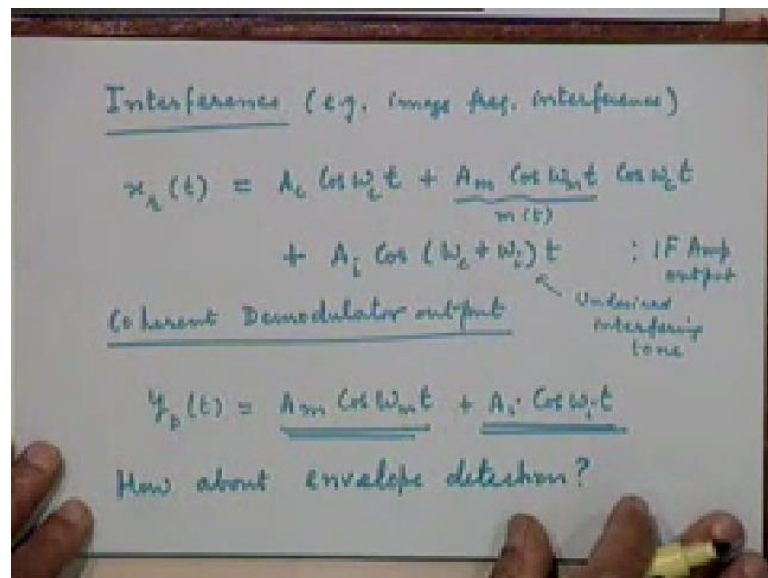 Interference (e.g. image freq. interference)
x_r(t) = A_c Cos ω_c t + A_m Cos ω_m t Cos ω_c t
m(t)
+ A_i Cos (ω_c + ω_i) t : IF Amp output
Undesired interfering tone
Coherent Demodulator output
y_D(t) = A_m Cos ω_m t + A_i Cos ω_i t
How about envelope detection?